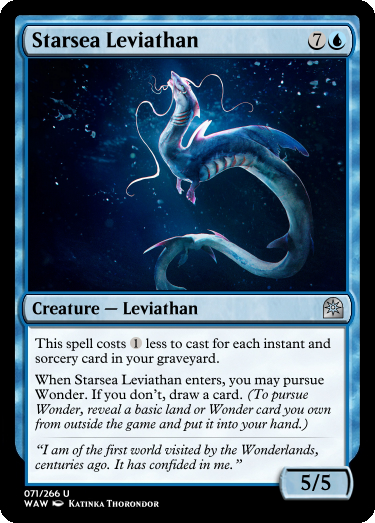 Starsea Leviathan 7
Creature — Leviathan
This spell costs 1 less to cast for each instant and
sorcery card in your graveyard.
When Starsea Leviathan enters, you may pursue
Wonder. If you don't, draw a card. (To pursue
Wonder, reveal a basic land or Wonder card you own
from outside the game and put it into your hand.)
“I am of the first world visited by the Wonderlands,
centuries ago. It has confided in me.”
5/5
071/266 U
WAW Katinka Thorondor